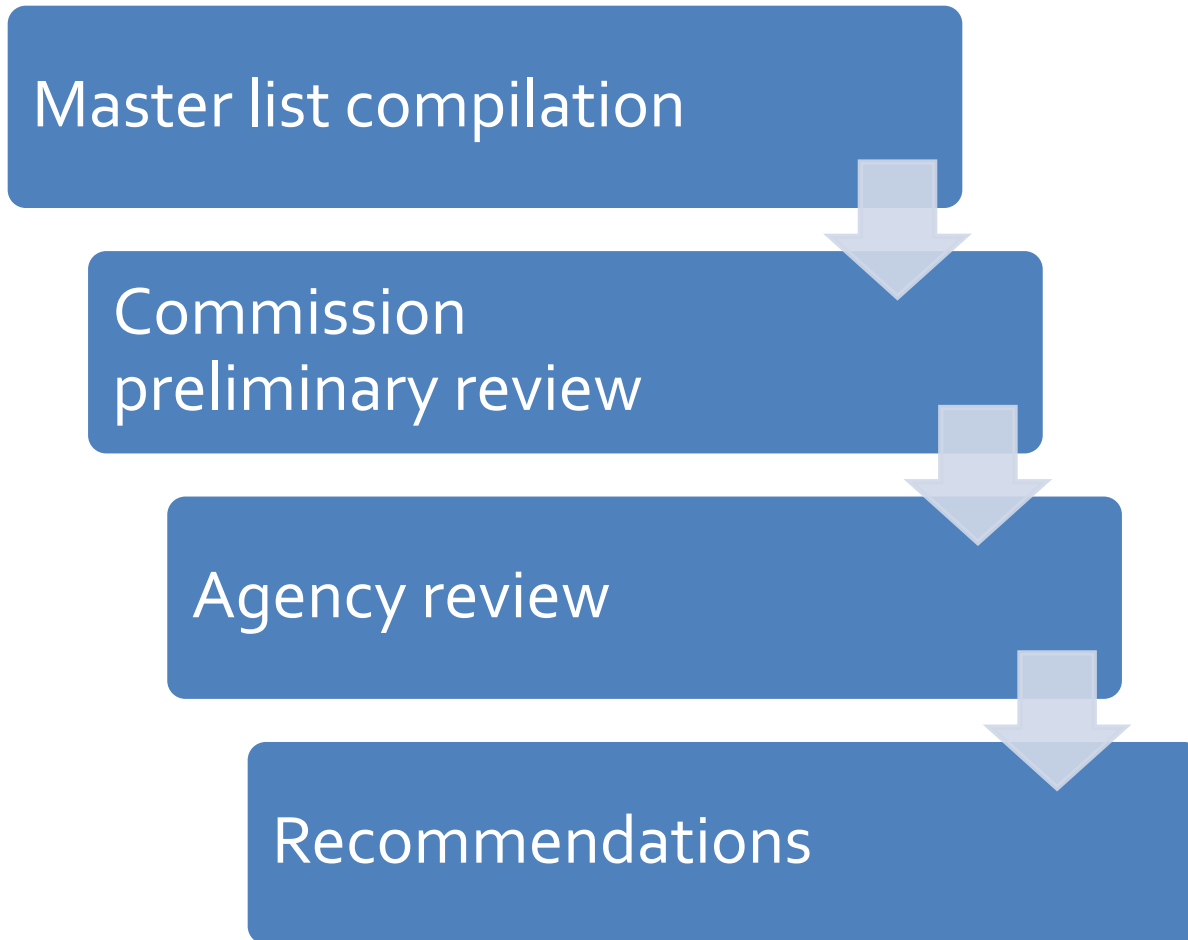 Master list compilation
Commission
preliminary review
Agency review
Recommendations